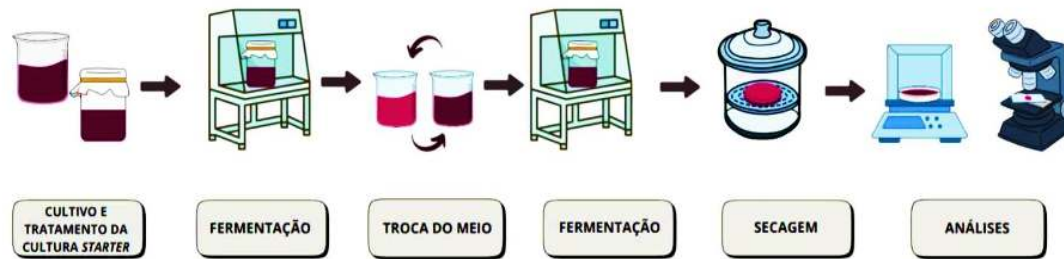 CULTIVO E
TRATAMENTO DA
CULTURA STARTER
FERMENTAÇÃO
TROCA DO MEIO
FERMENTAÇÃO
SECAGEM
ANÁLISES